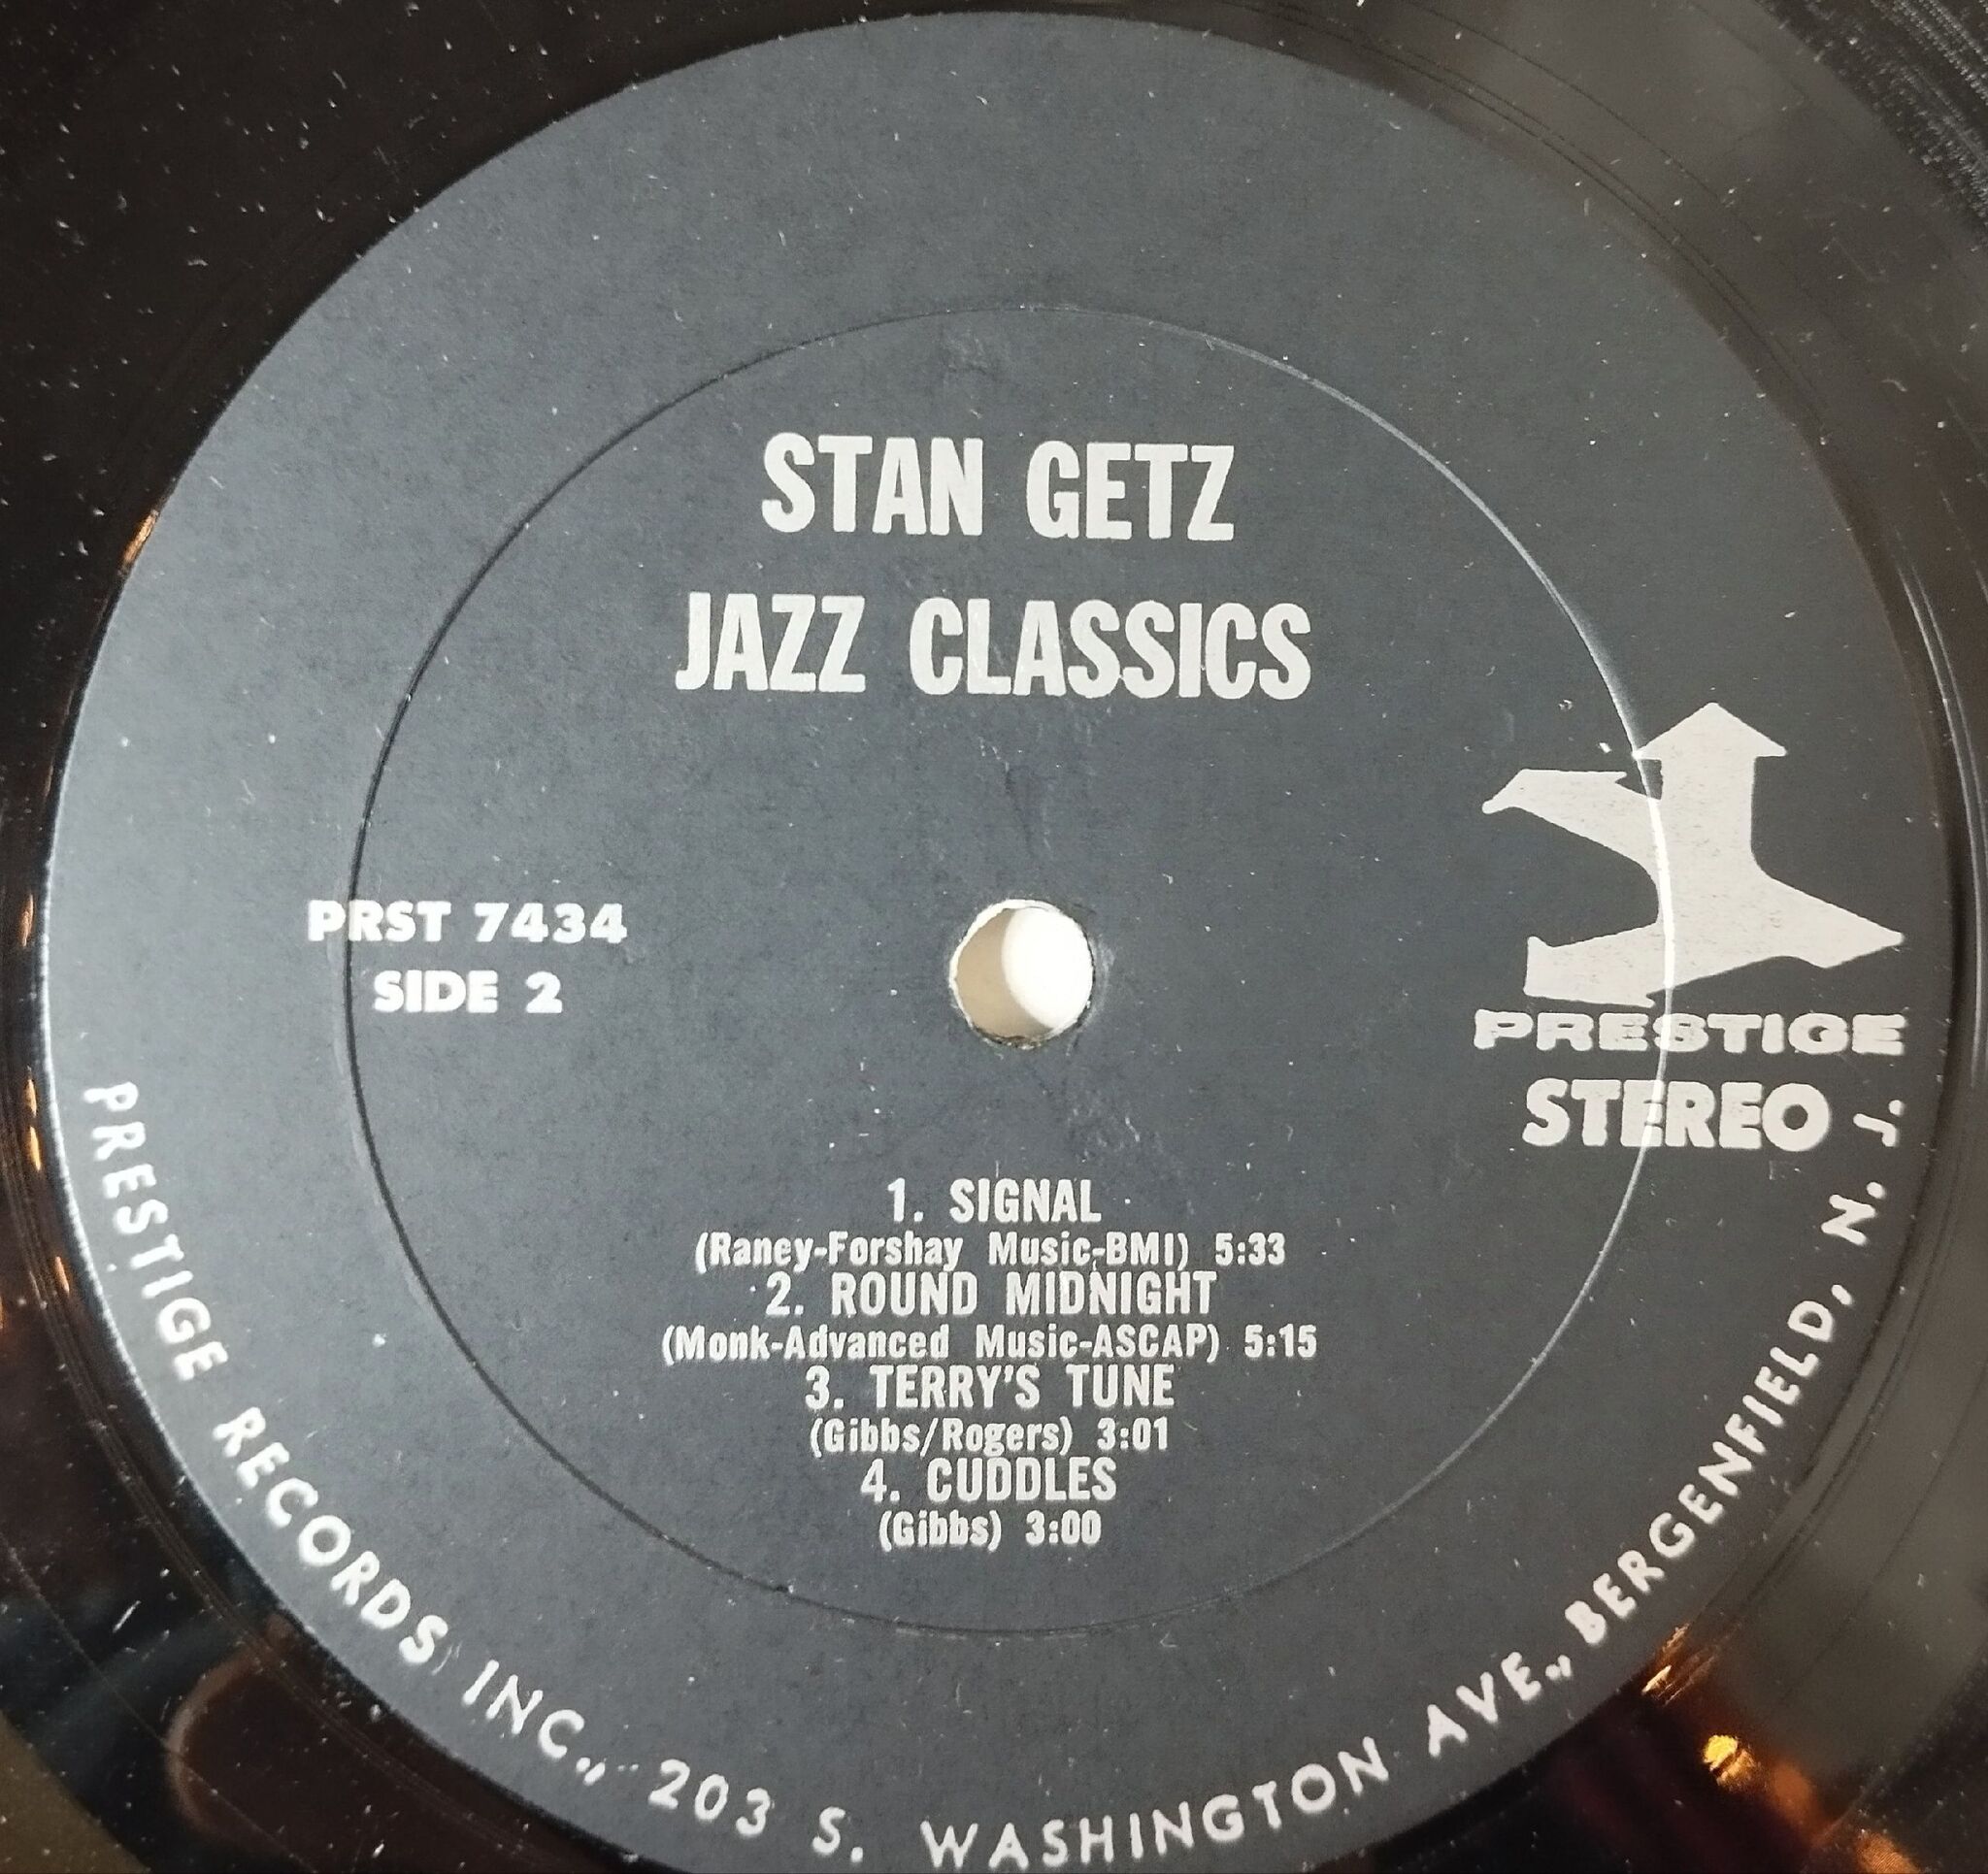 STAN GETZ
JAZZ CLASSICS
PRST 7434
SIDE 2
PRESTIGE
STEREO
1. SIGNAL
(Raney-Forshay Music-BMI) 5:33
2. ROUND MIDNIGHT
(Monk-Advanced Music-ASCAP) 5:15
3. TERRY'S TUNE
(Gibbs/Rogers) 3:01
4. CUDDLES
(Gibbs) 3:00
PRESTIGE RECORDS, INC., 203 S. WASHINGTON AVE., BERGENFIELD, N. J.